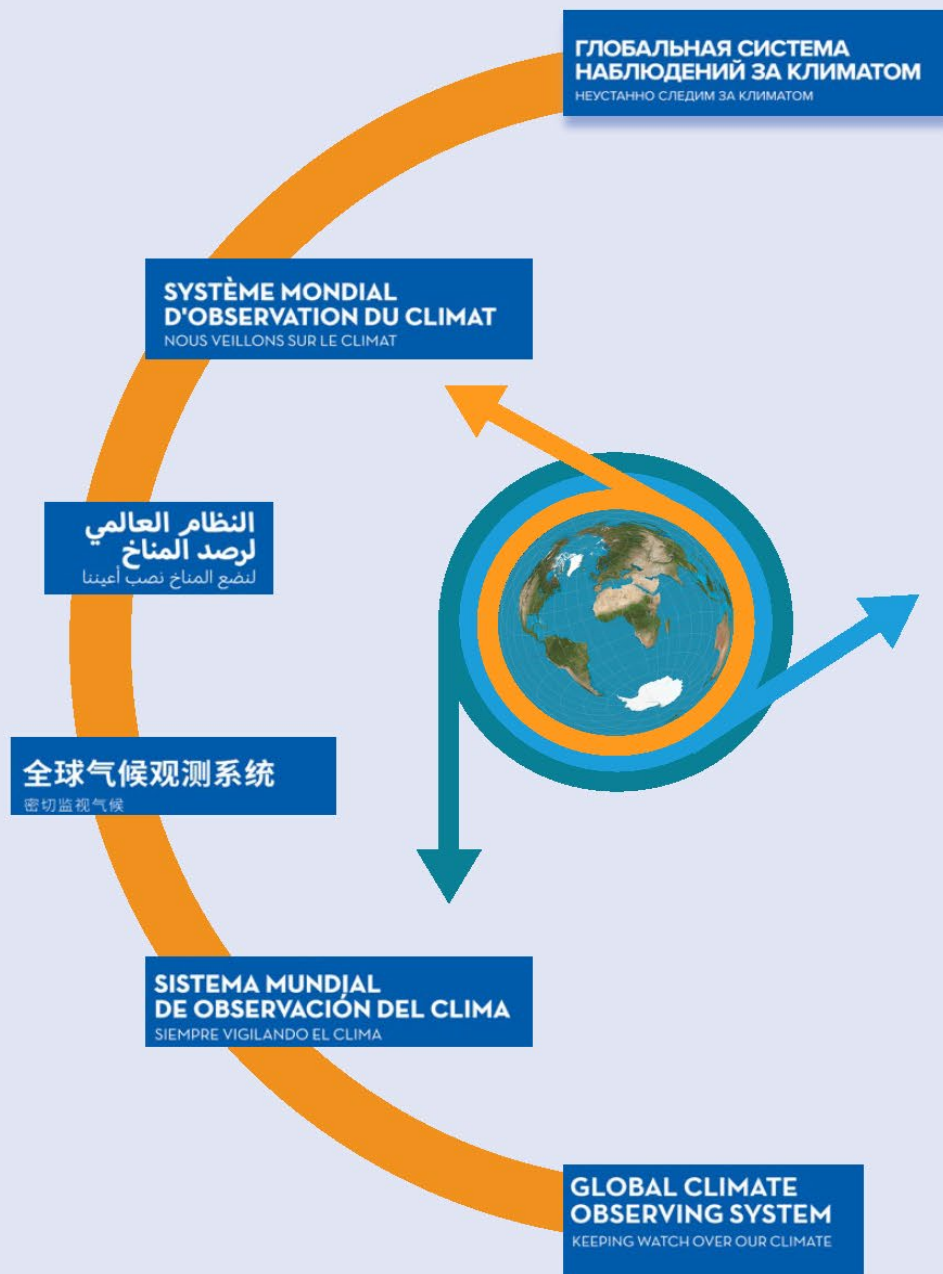 ГЛОБАЛЬНАЯ СИСТЕМА
НАБЛЮДЕНИЙ ЗА КЛИМАТОМ
НЕУСТАННО СЛЕДИМ ЗА КЛИМАТОМ
SYSTÈME MONDIAL
D'OBSERVATION DU CLIMAT
NOUS VEILLONS SUR LE CLIMAT
النظام العالمي
لرصد المناخ
لنضع المناخ نصب أعيننا
全球气候观测系统
密切监视气候
SISTEMA MUNDIAL
DE OBSERVACIÓN DEL CLIMA
SIEMPRE VIGILANDO EL CLIMA
GLOBAL CLIMATE
OBSERVING SYSTEM
KEEPING WATCH OVER OUR CLIMATE